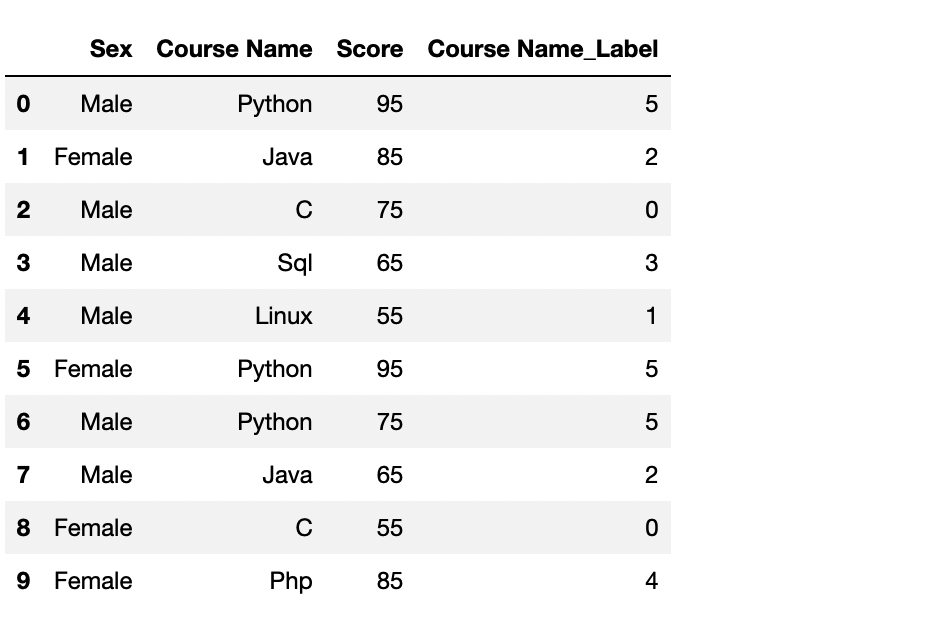 Sex Course Name Score Course Name_Label
0 Male Python 95 5
1 Female Java 85 2
2 Male C 75 0
3 Male Sql 65 3
4 Male Linux 55 1
5 Female Python 95 5
6 Male Python 75 5
7 Male Java 65 2
8 Female C 55 0
9 Female Php 85 4